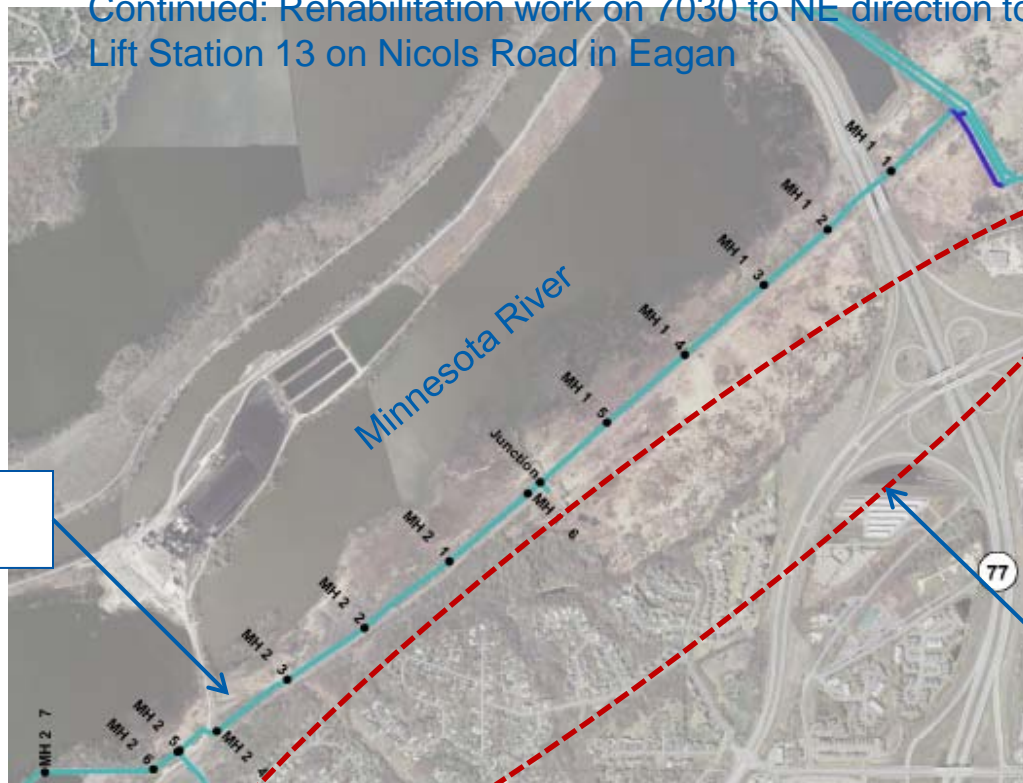 Continued: Rehabilitation work on 7030 to NE direction to
Lift Station 13 on Nicols Road in Eagan
MH 1 1
MH 1 2
MH 1 3
MH 1 4
Minnesota River
MH 1 5
Junction
MH 1 6
MH 2 1
77
MH 2 2
MH 2 3
MH 2 7
MH 2 5
MH 2 4
MH 2 6